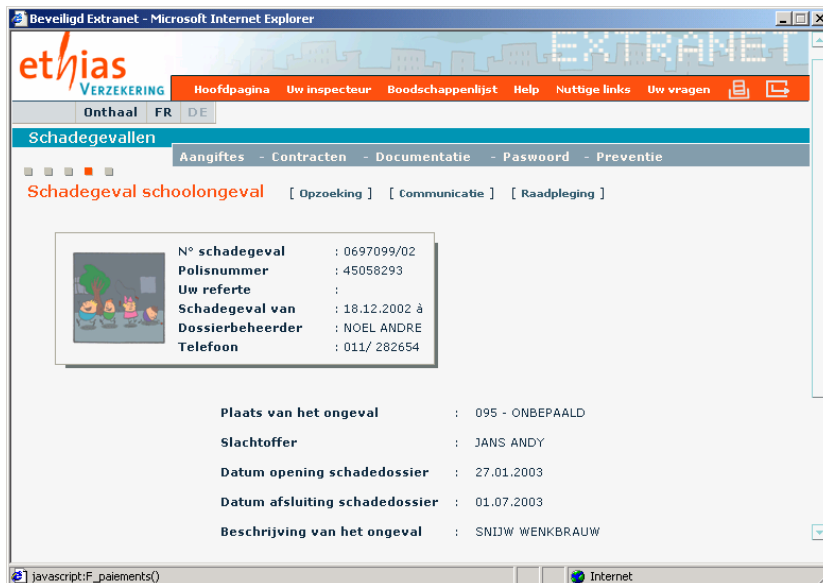 Beveiligd Extranet - Microsoft Internet Explorer
EXTRANET
ethias
VERZEKERING
Hoofdpagina Uw inspecteur Boodschappenlijst Help Nuttige links Uw vragen
Onthaal FR DE
Schadegevallen
Aangiftes - Contracten - Documentatie - Paswoord - Preventie
Schadegeval schoolongeval [ Opzoeking ] [ Communicatie ] [ Raadpleging ]
N° schadegeval : 0697099/02
Polisnummer : 45058293
Uw referte :
Schadegeval van : 18.12.2002 à
Dossierbeheerder : NOEL ANDRE
Telefoon : 011/ 282654
Plaats van het ongeval : 095 - ONBEPAALD
Slachtoffer : JANS ANDY
Datum opening schadedossier : 27.01.2003
Datum afsluiting schadedossier : 01.07.2003
Beschrijving van het ongeval : SNIJW WENKBRAUW
javascript:F_paiements() Internet